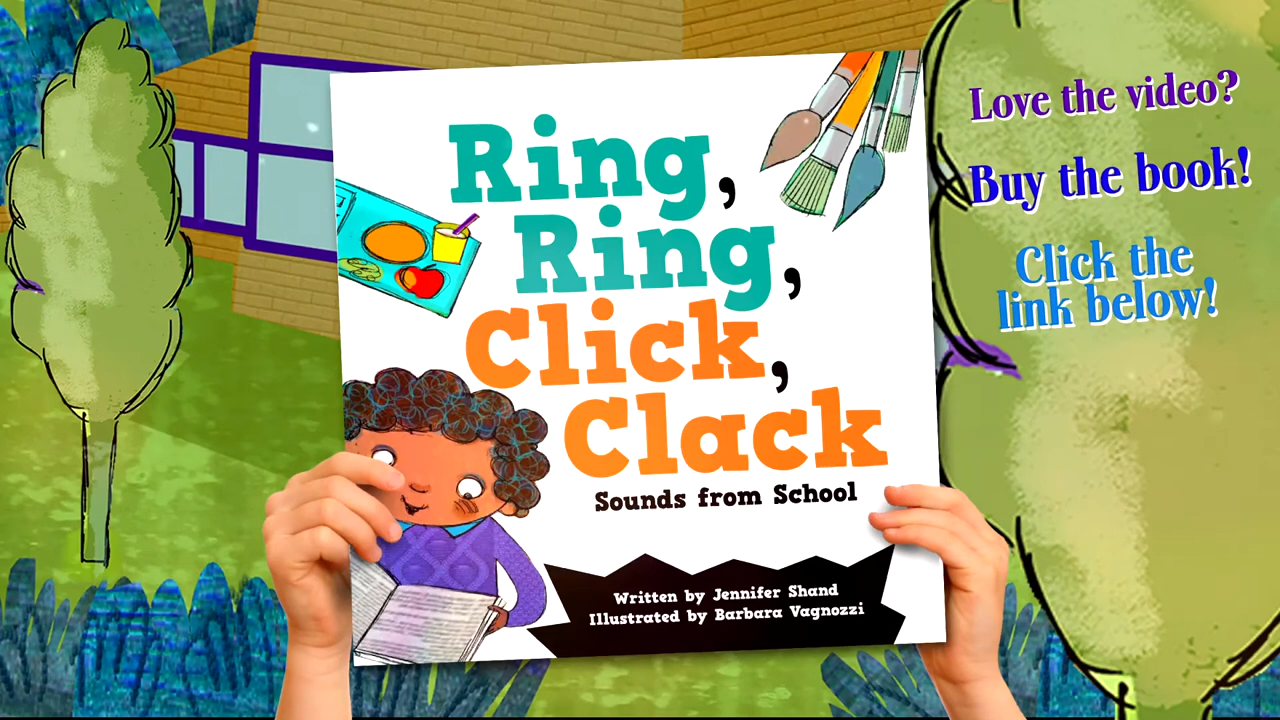 Ring,
Ring,
Click,
Clack
Sounds from School
Written by Jennifer Shand
Illustrated by Barbara Vagnozzi
Love the video?
Buy the book!
Click the
link below!